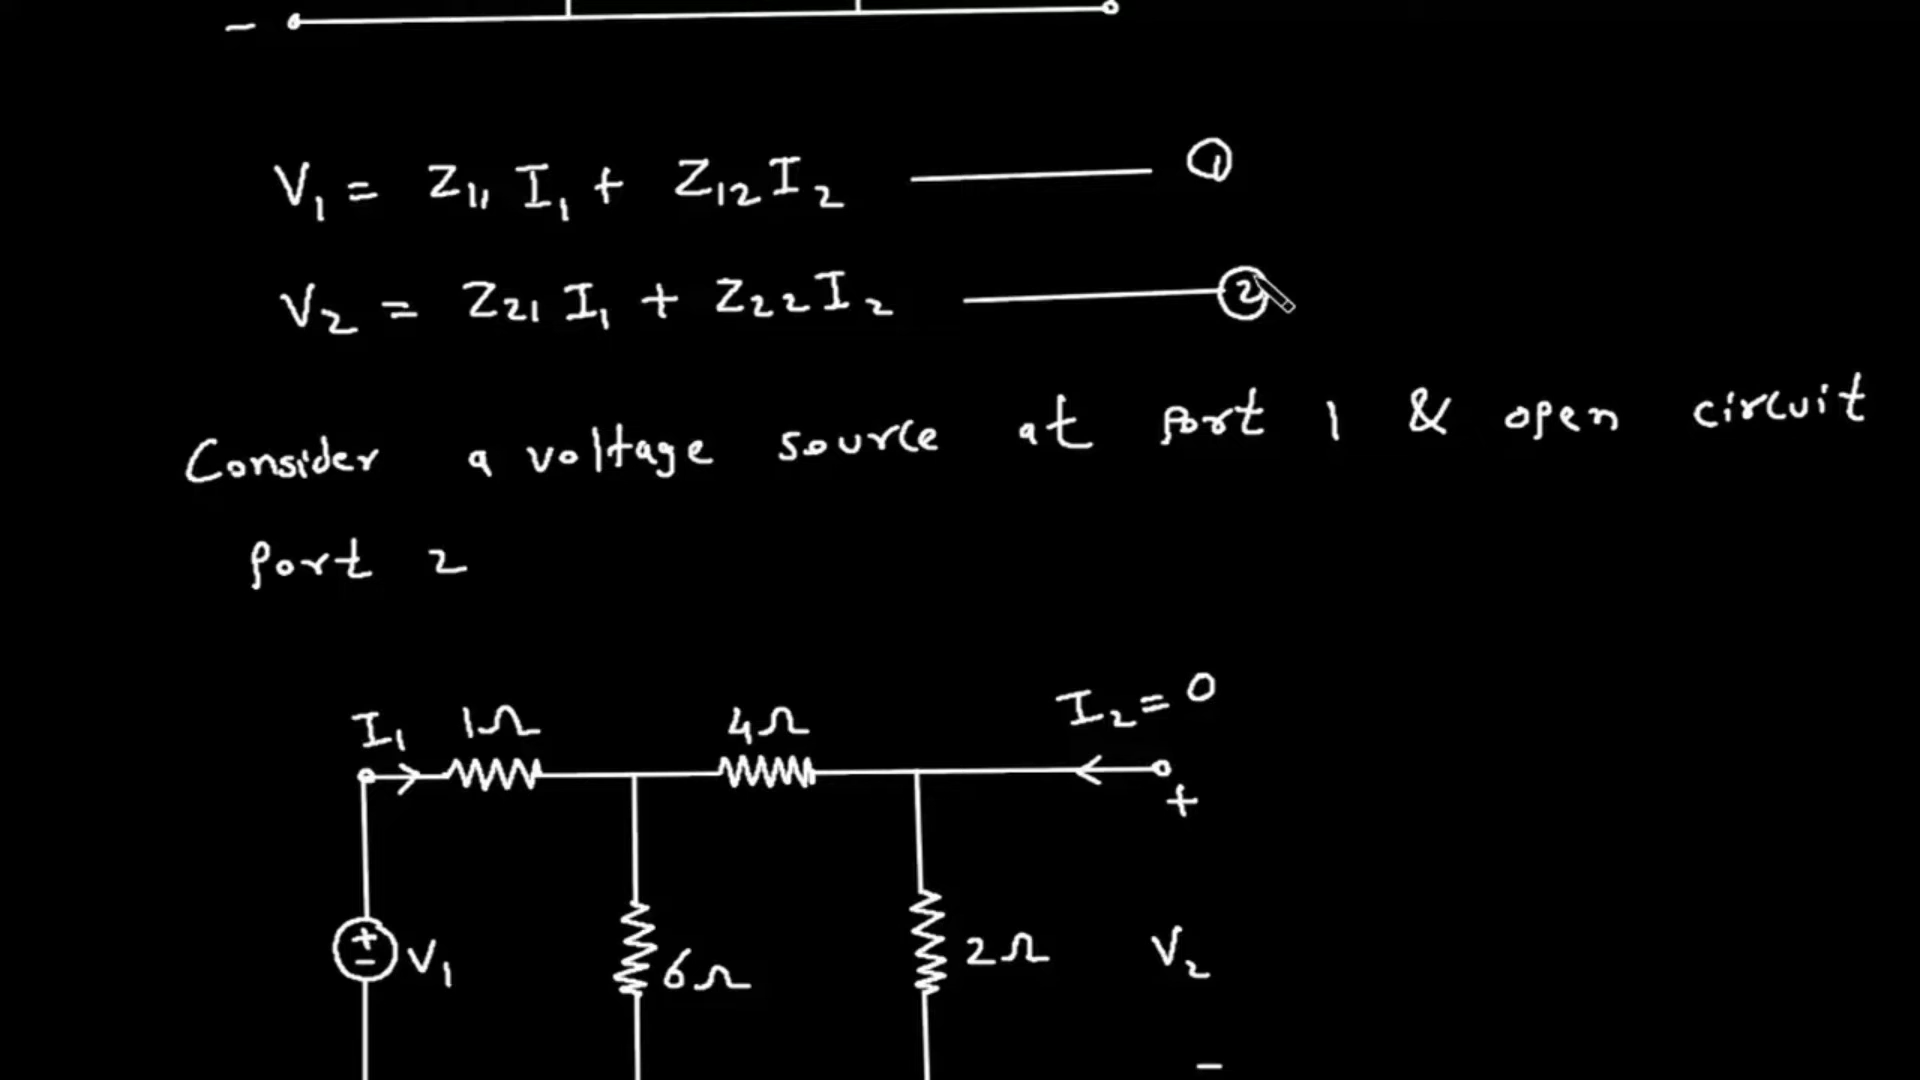 -
V₁ = Z₁₁ I₁ + Z₁₂ I₂ ——— ①
V₂ = Z₂₁ I₁ + Z₂₂ I₂ ——— ②
Consider a voltage source at port 1 & open circuit
port 2
I₁ 1Ω 4Ω I₂ = 0
+
+ - V₁ 6Ω 2Ω V₂
-